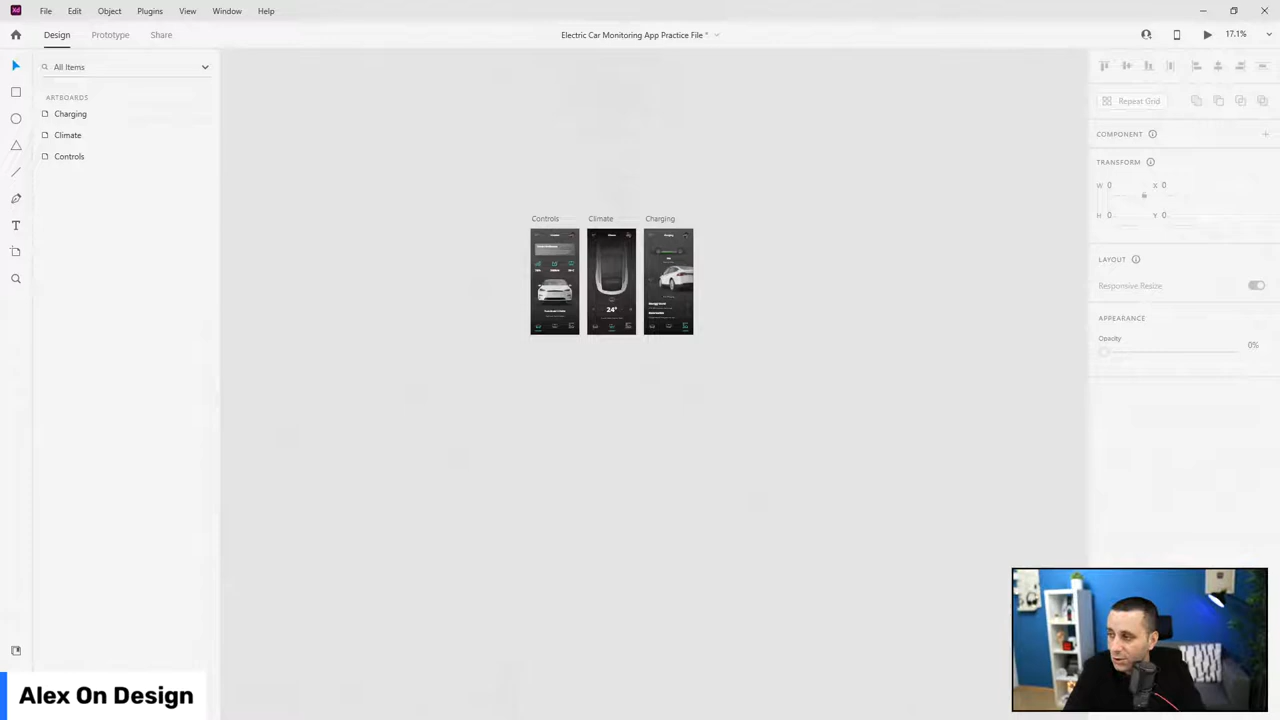 Xd File Edit Object Plugins View Window Help
Design Prototype Share
Electric Car Monitoring App Practice File *
17.1%
All Items
ARTBOARDS
Charging
Climate
Controls
Controls Climate Charging
24°
Repeat Grid
COMPONENT
TRANSFORM
W 0 X 0
H 0 Y 0
LAYOUT
Responsive Resize
APPEARANCE
Opacity
0%
Alex On Design